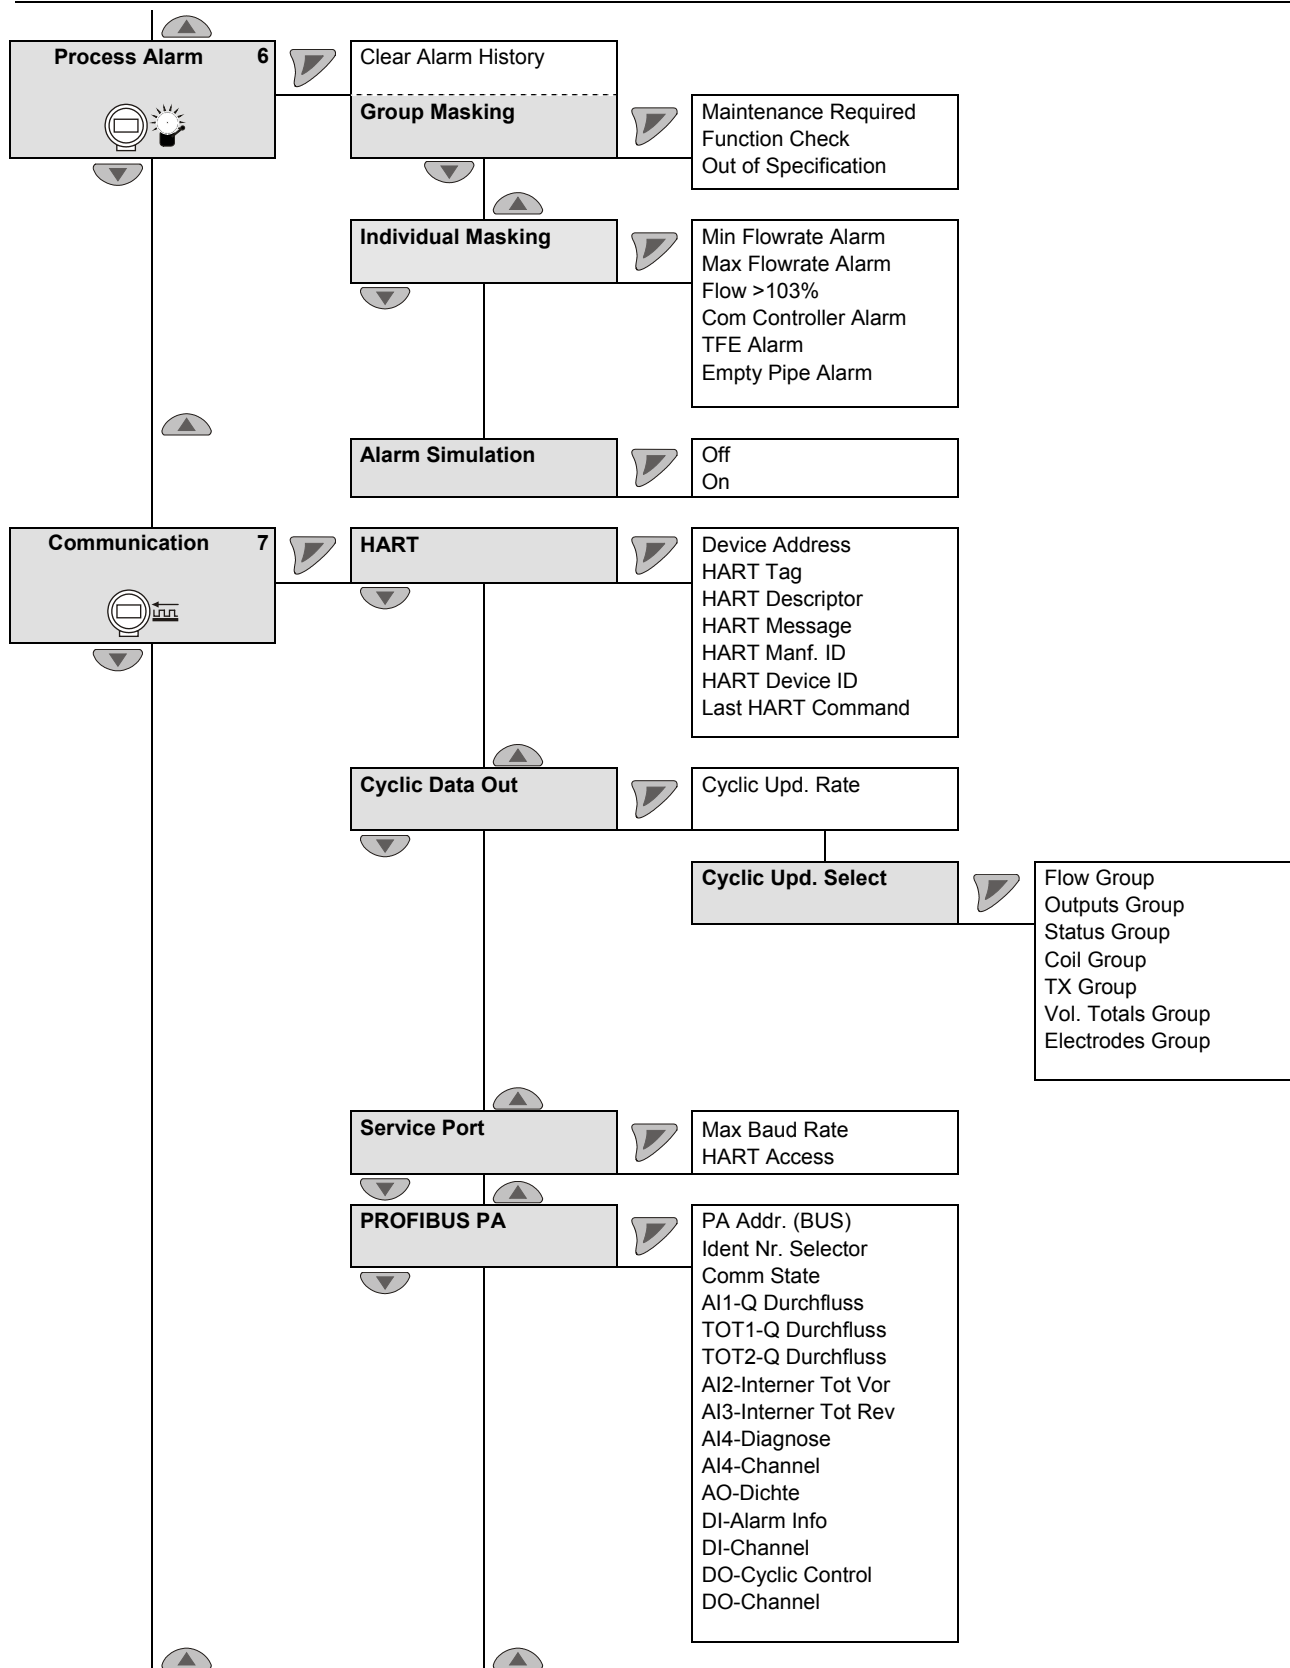 Process Alarm 6
Clear Alarm History
Group Masking
Maintenance Required
Function Check
Out of Specification
Individual Masking
Min Flowrate Alarm
Max Flowrate Alarm
Flow >103%
Com Controller Alarm
TFE Alarm
Empty Pipe Alarm
Alarm Simulation
Off
On
Communication 7
HART
Device Address
HART Tag
HART Descriptor
HART Message
HART Manf. ID
HART Device ID
Last HART Command
Cyclic Data Out
Cyclic Upd. Rate
Cyclic Upd. Select
Flow Group
Outputs Group
Status Group
Coil Group
TX Group
Vol. Totals Group
Electrodes Group
Service Port
Max Baud Rate
HART Access
PROFIBUS PA
PA Addr. (BUS)
Ident Nr. Selector
Comm State
AI1-Q Durchfluss
TOT1-Q Durchfluss
TOT2-Q Durchfluss
AI2-Interner Tot Vor
AI3-Interner Tot Rev
AI4-Diagnose
AI4-Channel
AO-Dichte
DI-Alarm Info
DI-Channel
DO-Cyclic Control
DO-Channel